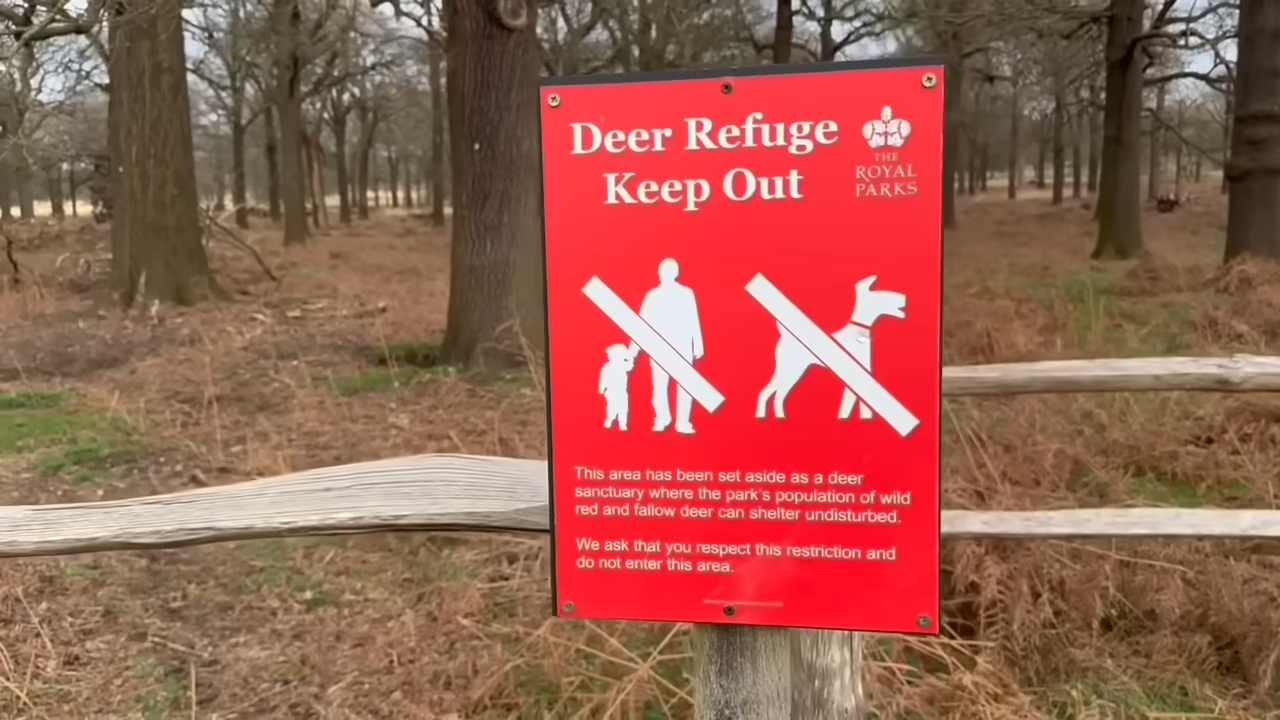 Deer Refuge
Keep Out
THE
ROYAL
PARKS
This area has been set aside as a deer
sanctuary where the park's population of wild
red and fallow deer can shelter undisturbed.
We ask that you respect this restriction and
do not enter this area.